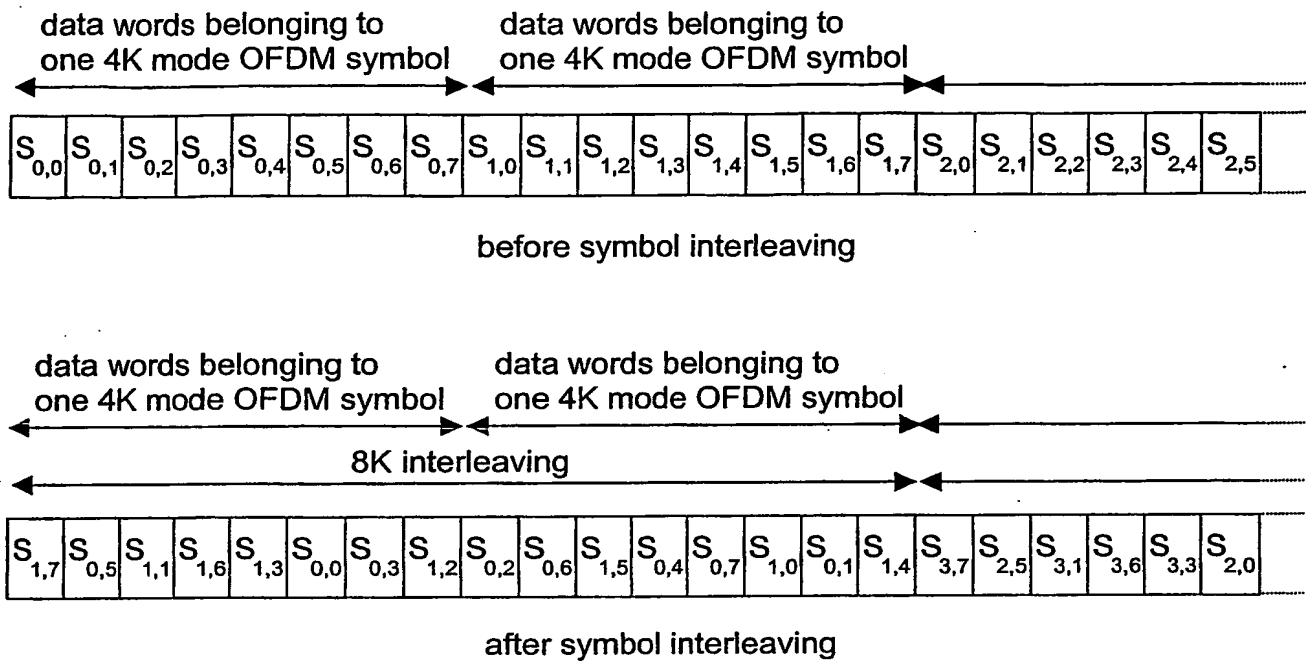 data words belonging to one 4K mode OFDM symbol
data words belonging to one 4K mode OFDM symbol
S0,0 S0,1 S0,2 S0,3 S0,4 S0,5 S0,6 S0,7 S1,0 S1,1 S1,2 S1,3 S1,4 S1,5 S1,6 S1,7 S2,0 S2,1 S2,2 S2,3 S2,4 S2,5
before symbol interleaving
data words belonging to one 4K mode OFDM symbol
data words belonging to one 4K mode OFDM symbol
8K interleaving
S1,7 S0,5 S1,1 S1,6 S1,3 S0,0 S0,3 S1,2 S0,2 S0,6 S1,5 S0,4 S0,7 S1,0 S0,1 S1,4 S3,7 S2,5 S3,1 S3,6 S3,3 S2,0
after symbol interleaving